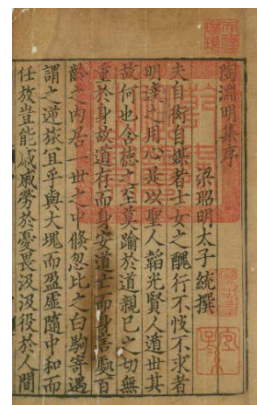 陶淵明集序
梁昭明太子統撰
夫自衒自媒者士女之醜行不忮不求者
明達之用心是以聖人韜光賢人遁世其
故何也含德之至莫踰於道親己之切無
重於身故道存而身安道亡而身害處百
齡之內居一世之中倏忽比之白駒寄遇
謂之逆旅宜乎與大塊而盈虛隨中和而
任放豈能戚戚勞於憂畏汲汲役於人間